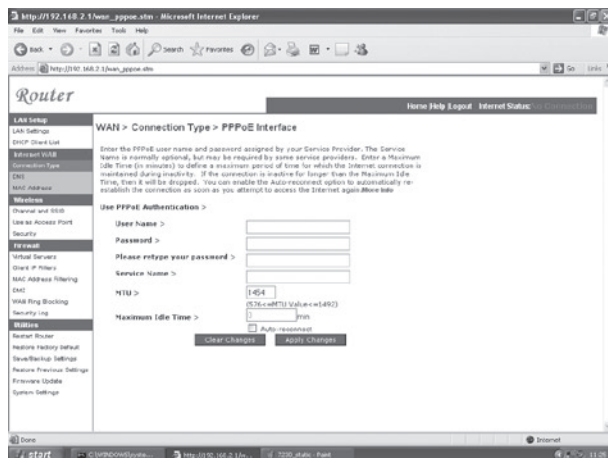 http://192.168.2.1/wan_pppoe.stm - Microsoft Internet Explorer
File Edit View Favorites Tools Help
Back Search Favorites
Address http://192.168.2.1/wan_pppoe.stm Go Links
Router
Home |Help |Logout Internet Status: No Connection
LAN Setup
LAN Settings
DHCP Client List
Internet WAN
Connection Type
DNS
MAC Address
Wireless
Channel and SSID
Use as Access Point
Security
Firewall
Virtual Servers
Client IP Filters
MAC Address Filtering
DMZ
WAN Ping Blocking
Security Log
Utilities
Restart Router
Restore Factory Default
Save/Backup Settings
Restore Previous Settings
Firmware Update
System Settings
WAN > Connection Type > PPPoE Interface
Enter the PPPoE user name and password assigned by your Service Provider. The Service
Name is normally optional, but may be required by some service providers. Enter a Maximum
Idle Time (in minutes) to define a maximum period of time for which the Internet connection is
maintained during inactivity. If the connection is inactive for longer than the Maximum Idle
Time, then it will be dropped. You can enable the Auto-reconnect option to automatically re-
establish the connection as soon as you attempt to access the Internet again.More Info
Use PPPoE Authentication >
User Name >
Password >
Please retype your password >
Service Name >
MTU > 1454
(576<=MTU Value<=1492)
Maximum Idle Time > min
Auto-reconnect
Clear Changes Apply Changes
Done Internet
start C:\WINDOWS\syste... http://192.168.2.1/w... 7230_static - Paint